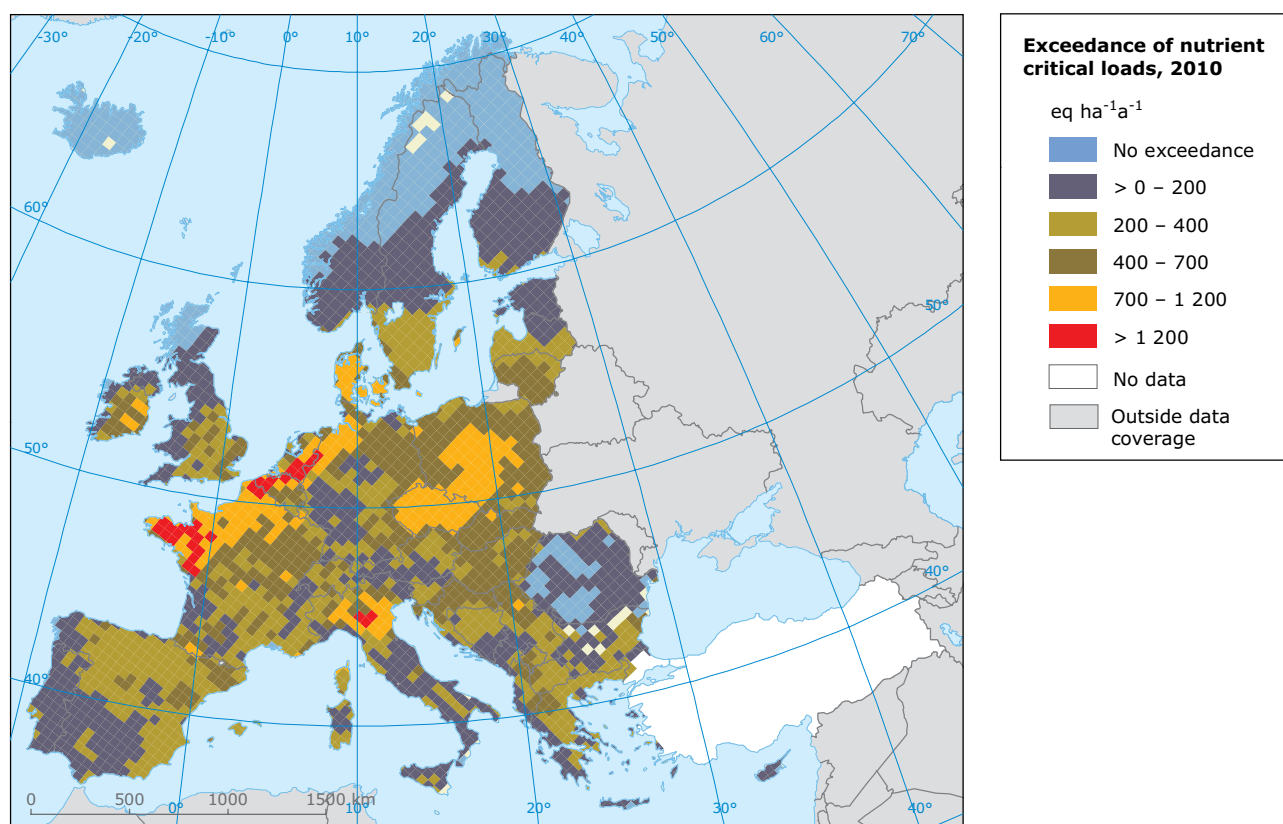 -30° -20° -10° 0° 10° 20° 30° 40° 50° 60° 70°
60°
50°
50°
40°
40°
0 500 1000 1500 km
0° 10° 20° 30° 40°
Exceedance of nutrient
critical loads, 2010
eq ha⁻¹a⁻¹
No exceedance
> 0 – 200
200 – 400
400 – 700
700 – 1 200
> 1 200
No data
Outside data
coverage